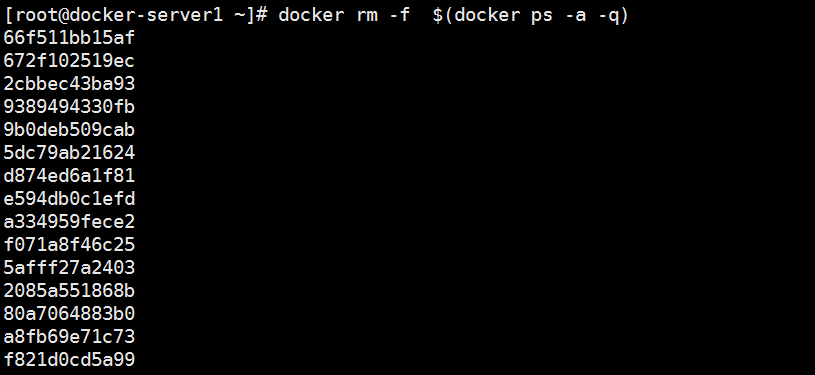 [root@docker-server1 ~]# docker rm -f  $(docker ps -a -q)
66f511bb15af
672f102519ec
2cbbec43ba93
9389494330fb
9b0deb509cab
5dc79ab21624
d874ed6a1f81
e594db0c1efd
a334959fece2
f071a8f46c25
5afff27a2403
2085a551868b
80a7064883b0
a8fb69e71c73
f821d0cd5a99